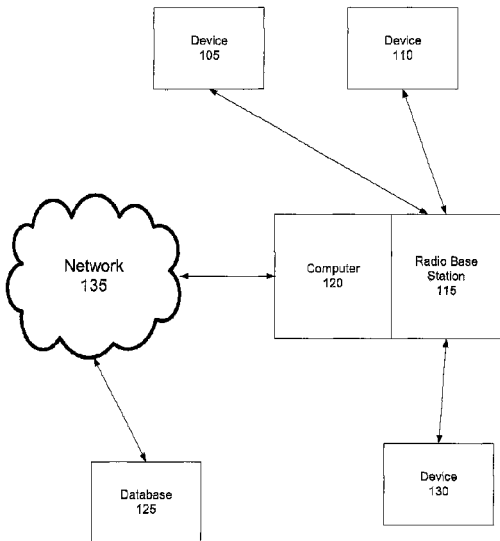 Device
105
Device
110
Network
135
Computer
120
Radio Base
Station
115
Database
125
Device
130